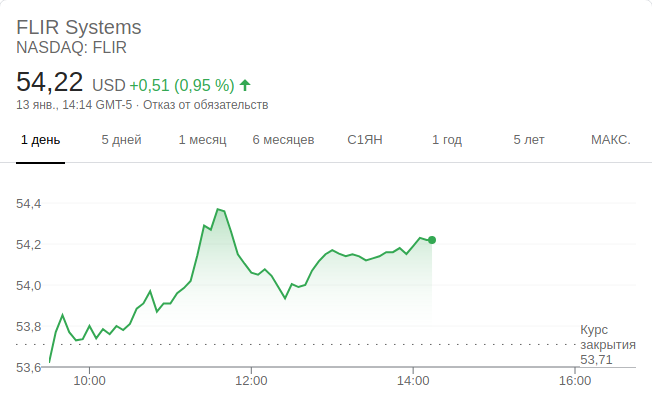 FLIR Systems
NASDAQ: FLIR
54,22 USD +0,51 (0,95 %)
13 янв., 14:14 GMT-5 · Отказ от обязательств
1 день 5 дней 1 месяц 6 месяцев С1ЯН 1 год 5 лет МАКС.
54,4
54,2
54,0
53,8
53,6
Курс
закрытия
53,71
10:00 12:00 14:00 16:00